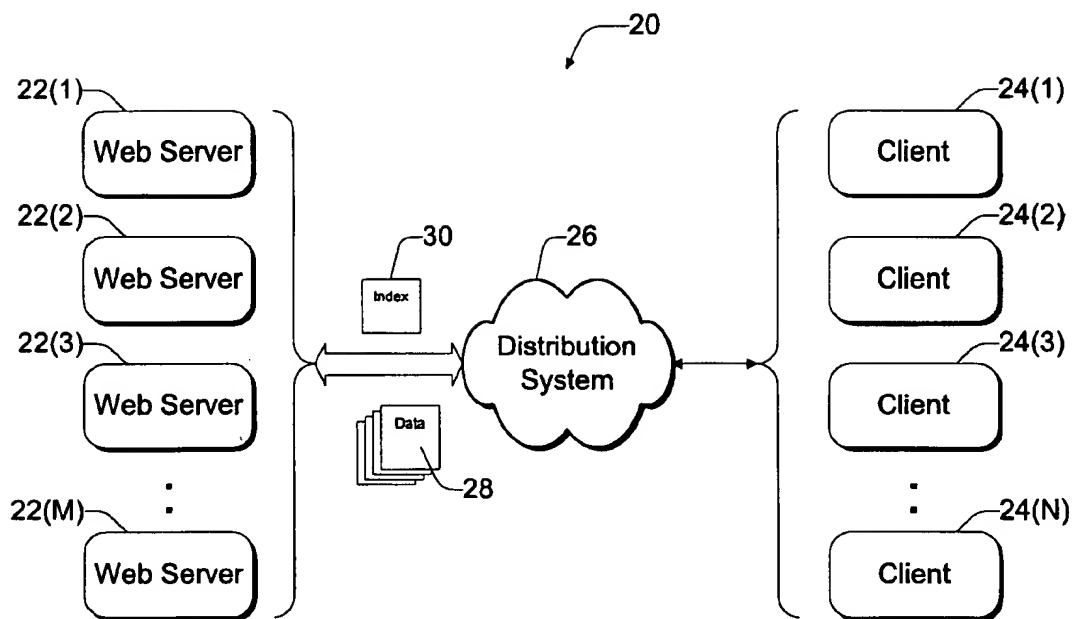 20
22(1)
Web Server
22(2)
Web Server
22(3)
Web Server
22(M)
Web Server
30
Index
26
Distribution
System
Data
28
24(1)
Client
24(2)
Client
24(3)
Client
24(N)
Client